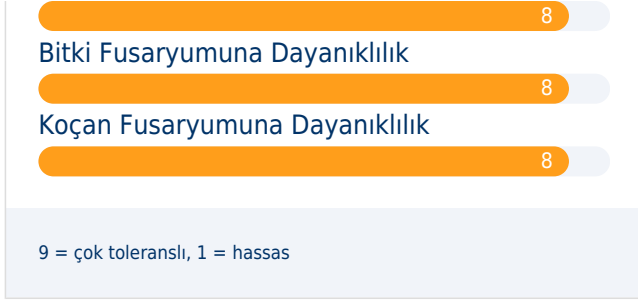 8
Bitki Fusaryumuna Dayanıklılık
8
Koçan Fusaryumuna Dayanıklılık
8
9 = çok toleranslı, 1 = hassas